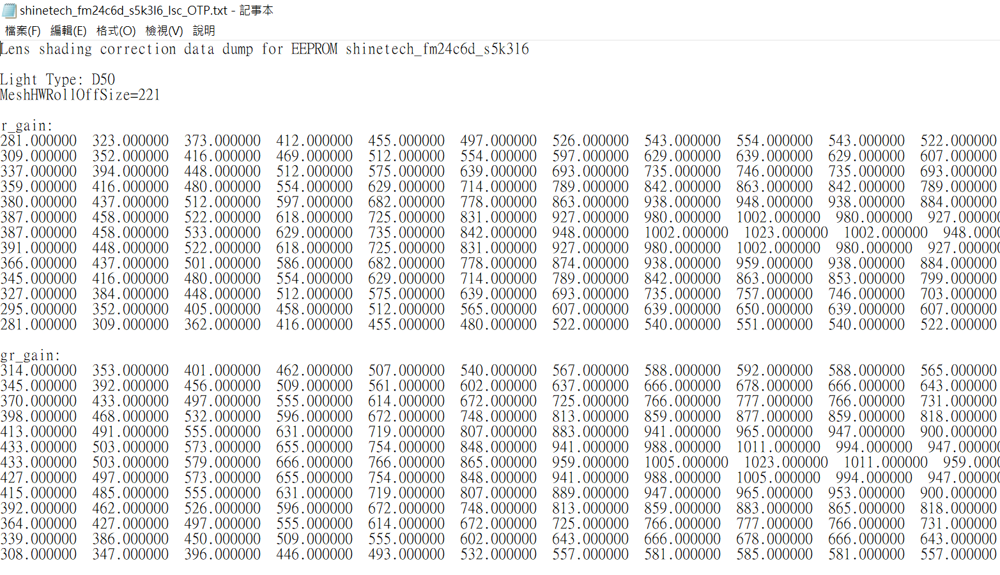 shinetech_fm24c6d_s5k3l6_lsc_OTP.txt - 記事本
檔案(F) 編輯(E) 格式(O) 檢視(V) 說明
Lens shading correction data dump for EEPROM shinetech_fm24c6d_s5k3l6
Light Type: D50
MeshHWRollOffSize=221
r_gain:
281.000000 323.000000 373.000000 412.000000 455.000000 497.000000 526.000000 543.000000 554.000000 543.000000 522.000000
309.000000 352.000000 416.000000 469.000000 512.000000 554.000000 597.000000 629.000000 639.000000 629.000000 607.000000
337.000000 394.000000 448.000000 512.000000 575.000000 639.000000 693.000000 735.000000 746.000000 735.000000 693.000000
359.000000 416.000000 480.000000 554.000000 629.000000 714.000000 789.000000 842.000000 863.000000 842.000000 789.000000
380.000000 437.000000 512.000000 597.000000 682.000000 778.000000 863.000000 938.000000 948.000000 938.000000 884.000000
387.000000 458.000000 522.000000 618.000000 725.000000 831.000000 927.000000 980.000000 1002.000000 980.000000 927.00000
387.000000 458.000000 533.000000 629.000000 735.000000 842.000000 948.000000 1002.000000 1023.000000 1002.000000 948.000
391.000000 448.000000 522.000000 618.000000 725.000000 831.000000 927.000000 980.000000 1002.000000 980.000000 927.00000
366.000000 437.000000 501.000000 586.000000 682.000000 778.000000 874.000000 938.000000 959.000000 938.000000 884.000000
345.000000 416.000000 480.000000 554.000000 629.000000 714.000000 789.000000 842.000000 863.000000 853.000000 799.000000
327.000000 384.000000 448.000000 512.000000 575.000000 639.000000 693.000000 735.000000 757.000000 746.000000 703.000000
295.000000 352.000000 405.000000 458.000000 512.000000 565.000000 607.000000 639.000000 650.000000 639.000000 607.000000
281.000000 309.000000 362.000000 416.000000 455.000000 480.000000 522.000000 540.000000 551.000000 540.000000 522.000000
gr_gain:
314.000000 353.000000 401.000000 462.000000 507.000000 540.000000 567.000000 588.000000 592.000000 588.000000 565.000000
345.000000 392.000000 456.000000 509.000000 561.000000 602.000000 637.000000 666.000000 678.000000 666.000000 643.000000
370.000000 433.000000 497.000000 555.000000 614.000000 672.000000 725.000000 766.000000 777.000000 766.000000 731.000000
398.000000 468.000000 532.000000 596.000000 672.000000 748.000000 813.000000 859.000000 877.000000 859.000000 818.000000
413.000000 491.000000 555.000000 631.000000 719.000000 807.000000 883.000000 941.000000 965.000000 947.000000 900.000000
433.000000 503.000000 573.000000 655.000000 754.000000 848.000000 941.000000 988.000000 1011.000000 994.000000 947.00000
433.000000 503.000000 579.000000 666.000000 766.000000 865.000000 959.000000 1005.000000 1023.000000 1011.000000 959.000
427.000000 497.000000 573.000000 655.000000 754.000000 848.000000 941.000000 988.000000 1005.000000 994.000000 947.00000
415.000000 485.000000 555.000000 631.000000 719.000000 807.000000 889.000000 947.000000 965.000000 953.000000 900.000000
392.000000 462.000000 526.000000 596.000000 672.000000 748.000000 813.000000 859.000000 883.000000 865.000000 818.000000
364.000000 427.000000 497.000000 555.000000 614.000000 672.000000 725.000000 766.000000 777.000000 766.000000 731.000000
339.000000 386.000000 450.000000 509.000000 555.000000 602.000000 643.000000 666.000000 678.000000 666.000000 643.000000
308.000000 347.000000 396.000000 446.000000 493.000000 532.000000 557.000000 581.000000 585.000000 581.000000 557.000000